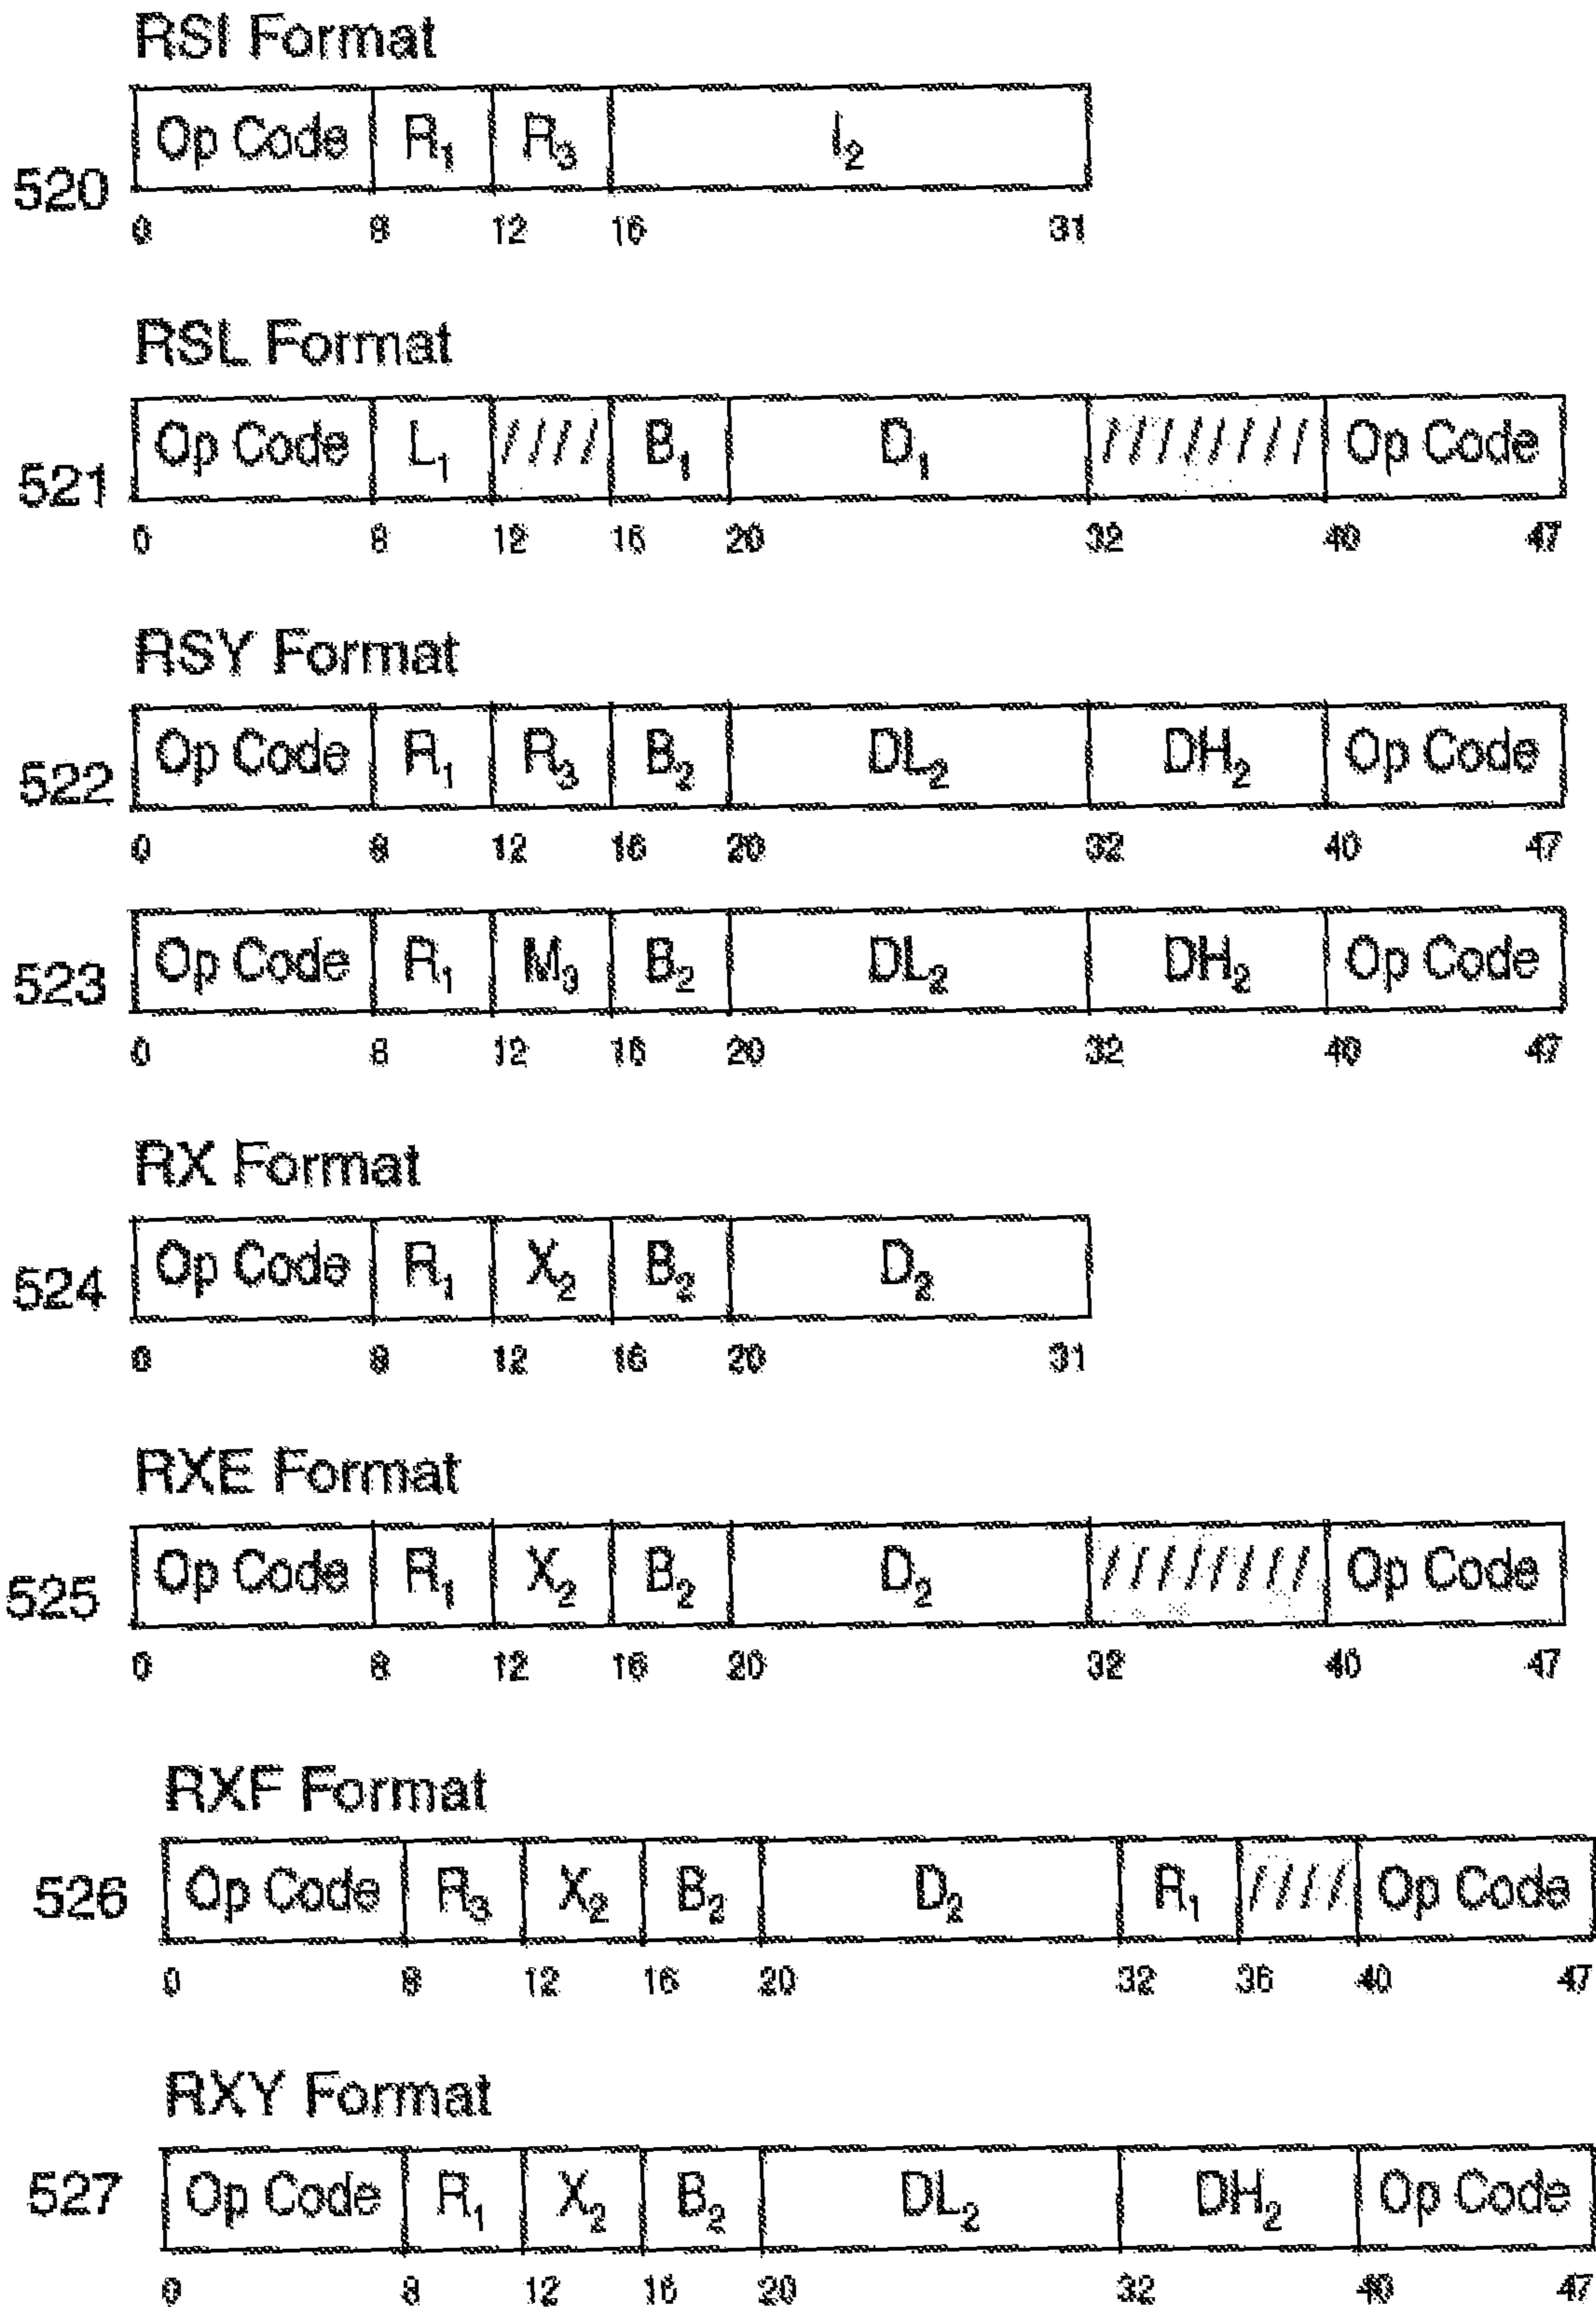 RSI Format
520 Op Code R₁ R₃ I₂
0 8 12 16 31
RSL Format
521 Op Code L₁ //// B₁ D₁ //////// Op Code
0 8 12 16 20 32 40 47
RSY Format
522 Op Code R₁ R₃ B₂ DL₂ DH₂ Op Code
0 8 12 16 20 32 40 47
523 Op Code R₁ M₃ B₂ DL₂ DH₂ Op Code
0 8 12 16 20 32 40 47
RX Format
524 Op Code R₁ X₂ B₂ D₂
0 8 12 16 20 31
RXE Format
525 Op Code R₁ X₂ B₂ D₂ //////// Op Code
0 8 12 16 20 32 40 47
RXF Format
526 Op Code R₃ X₂ B₂ D₂ R₁ //// Op Code
0 8 12 16 20 32 36 40 47
RXY Format
527 Op Code R₁ X₂ B₂ DL₂ DH₂ Op Code
0 8 12 16 20 32 40 47